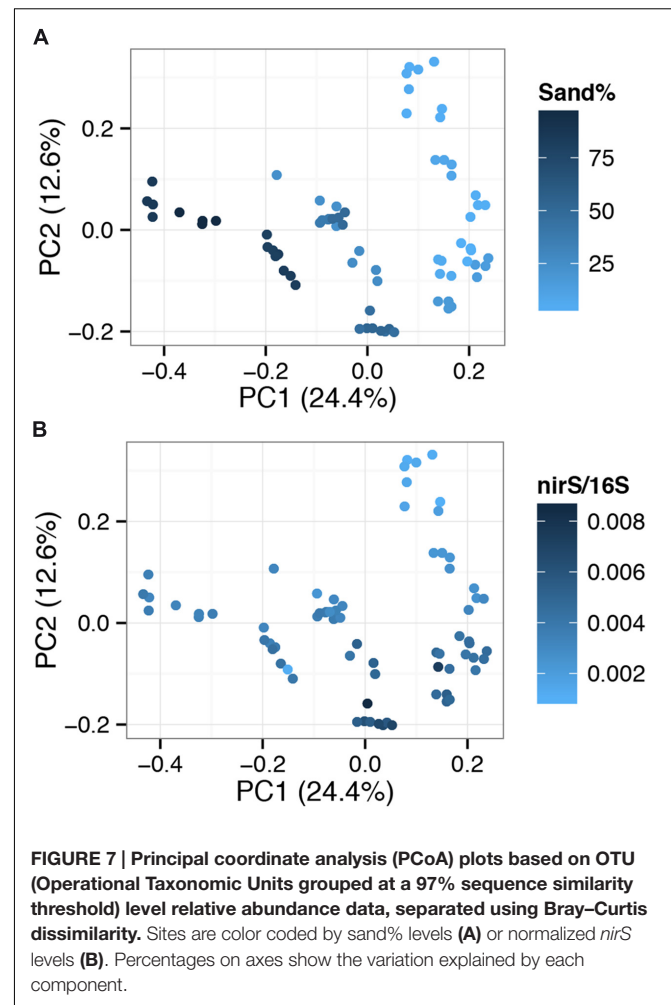 A
PC2 (12.6%)
0.2
0.0
−0.2
−0.4
−0.2
0.0
0.2
PC1 (24.4%)
Sand%
75
50
25
B
PC2 (12.6%)
0.2
0.0
−0.2
−0.4
−0.2
0.0
0.2
PC1 (24.4%)
nirS/16S
0.008
0.006
0.004
0.002
FIGURE 7 | Principal coordinate analysis (PCoA) plots based on OTU
(Operational Taxonomic Units grouped at a 97% sequence similarity
threshold) level relative abundance data, separated using Bray–Curtis
dissimilarity. Sites are color coded by sand% levels (A) or normalized nirS
levels (B). Percentages on axes show the variation explained by each
component.